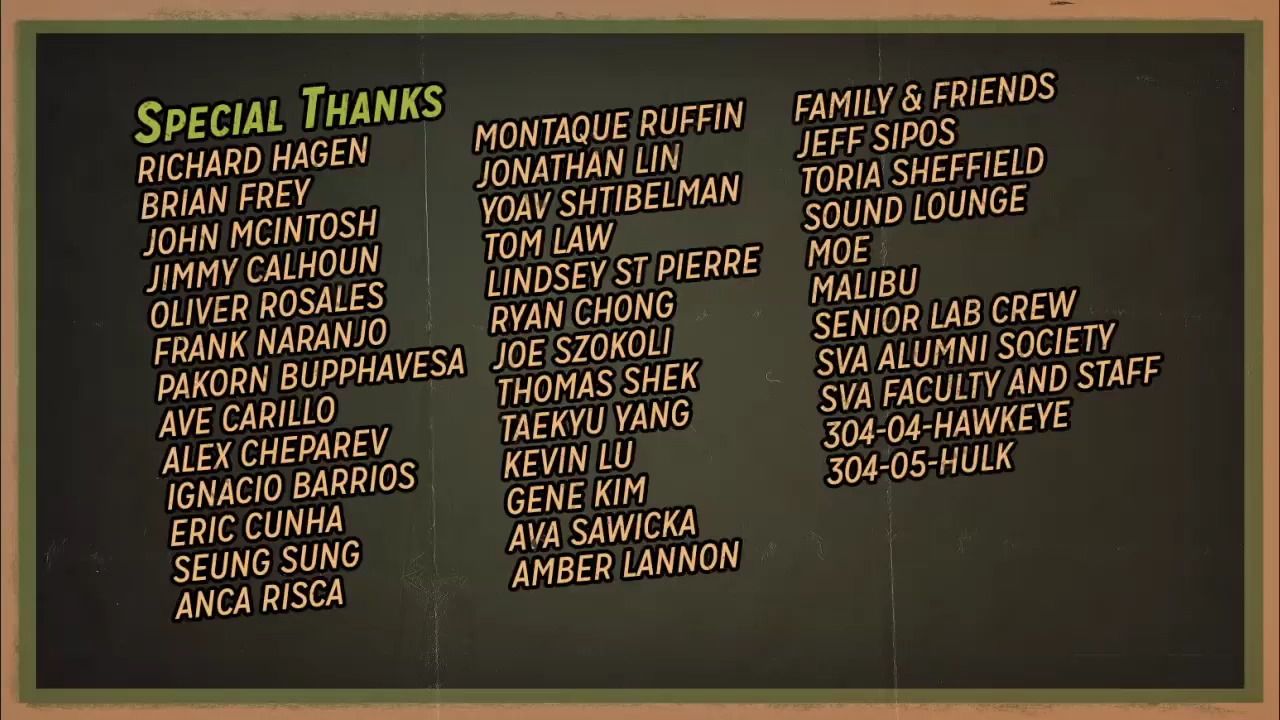 SPECIAL THANKS
RICHARD HAGEN
BRIAN FREY
JOHN MCINTOSH
JIMMY CALHOUN
OLIVER ROSALES
FRANK NARANJO
PAKORN BUPPHAVESA
AVE CARILLO
ALEX CHEPAREV
IGNACIO BARRIOS
ERIC CUNHA
SEUNG SUNG
ANCA RISCA
MONTAQUE RUFFIN
JONATHAN LIN
YOAV SHTIBELMAN
TOM LAW
LINDSEY ST PIERRE
RYAN CHONG
JOE SZOKOLI
THOMAS SHEK
TAEKYU YANG
KEVIN LU
GENE KIM
AVA SAWICKA
AMBER LANNON
FAMILY & FRIENDS
JEFF SIPOS
TORIA SHEFFIELD
SOUND LOUNGE
MOE
MALIBU
SENIOR LAB CREW
SVA ALUMNI SOCIETY
SVA FACULTY AND STAFF
304-04-HAWKEYE
304-05-HULK